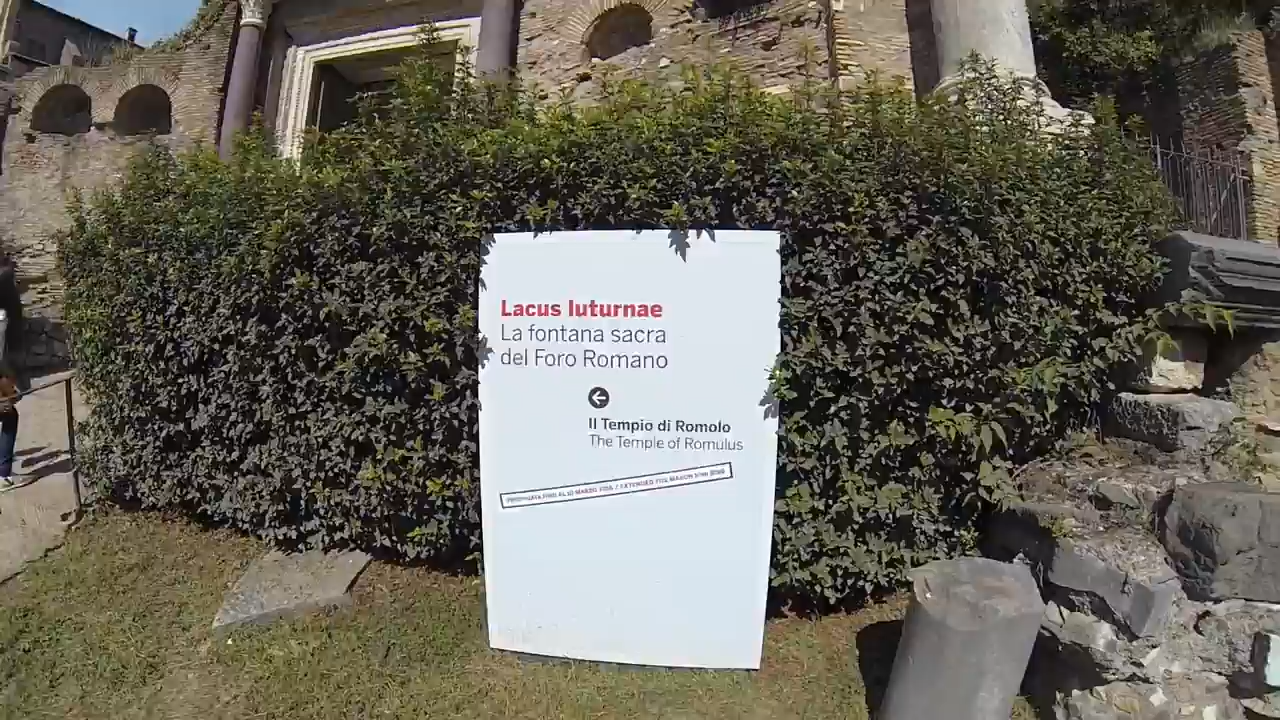 Lacus Iuturnae
La fontana sacra
del Foro Romano
Il Tempio di Romolo
The Temple of Romulus